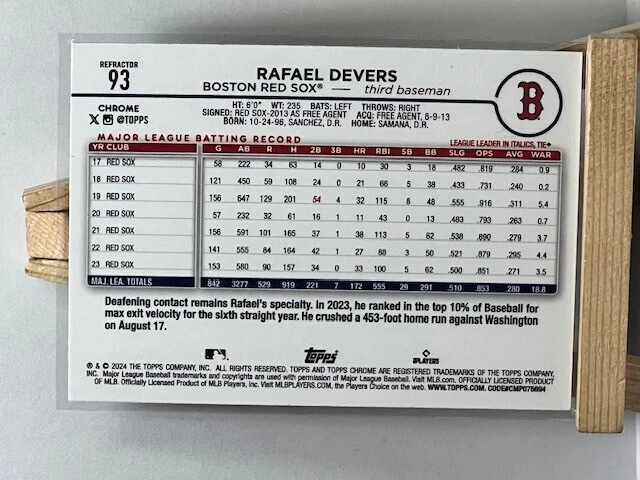 REFRACTOR
93
RAFAEL DEVERS
BOSTON RED SOX® — third baseman
B
CHROME
X @TOPPS
HT: 6'0" WT: 235 BATS: LEFT THROWS: RIGHT
SIGNED: RED SOX-2013 AS FREE AGENT ACQ: FREE AGENT, 8-9-13
BORN: 10-24-96, SANCHEZ, D.R. HOME: SAMANA, D.R.
MAJOR LEAGUE BATTING RECORD LEAGUE LEADER IN ITALICS, TIE♦
YR CLUB G AB R H 2B 3B HR RBI SB BB SLG OPS AVG WAR
17 RED SOX 58 222 34 63 14 0 10 30 3 18 .482 .819 .284 0.9
18 RED SOX 121 450 59 108 24 0 21 66 5 38 .433 .731 .240 0.2
19 RED SOX 156 647 129 201 54 4 32 115 8 48 .555 .916 .311 5.4
20 RED SOX 57 232 32 61 16 1 11 43 0 13 .483 .793 .263 0.7
21 RED SOX 156 591 101 165 37 1 38 113 5 62 .538 .890 .279 3.7
22 RED SOX 141 555 84 164 42 1 27 88 3 50 .521 .879 .295 4.4
23 RED SOX 153 580 90 157 34 0 33 100 5 62 .500 .851 .271 3.5
MAJ. LEA. TOTALS 842 3277 529 919 221 7 172 555 29 291 .510 .853 .280 18.8
Deafening contact remains Rafael's specialty. In 2023, he ranked in the top 10% of Baseball for
max exit velocity for the sixth straight year. He crushed a 453-foot home run against Washington
on August 17.
Topps
PLAYERS
® & © 2024 THE TOPPS COMPANY, INC. ALL RIGHTS RESERVED. TOPPS AND TOPPS CHROME ARE REGISTERED TRADEMARKS OF THE TOPPS COMPANY,
INC. Major League Baseball trademarks and copyrights are used with permission of Major League Baseball. Visit MLB.com. OFFICIALLY LICENSED PRODUCT
OF MLB. Officially Licensed Product of MLB Players, Inc. Visit MLBPLAYERS.COM, the Players Choice on the web. WWW.TOPPS.COM. CODE#CMP075694